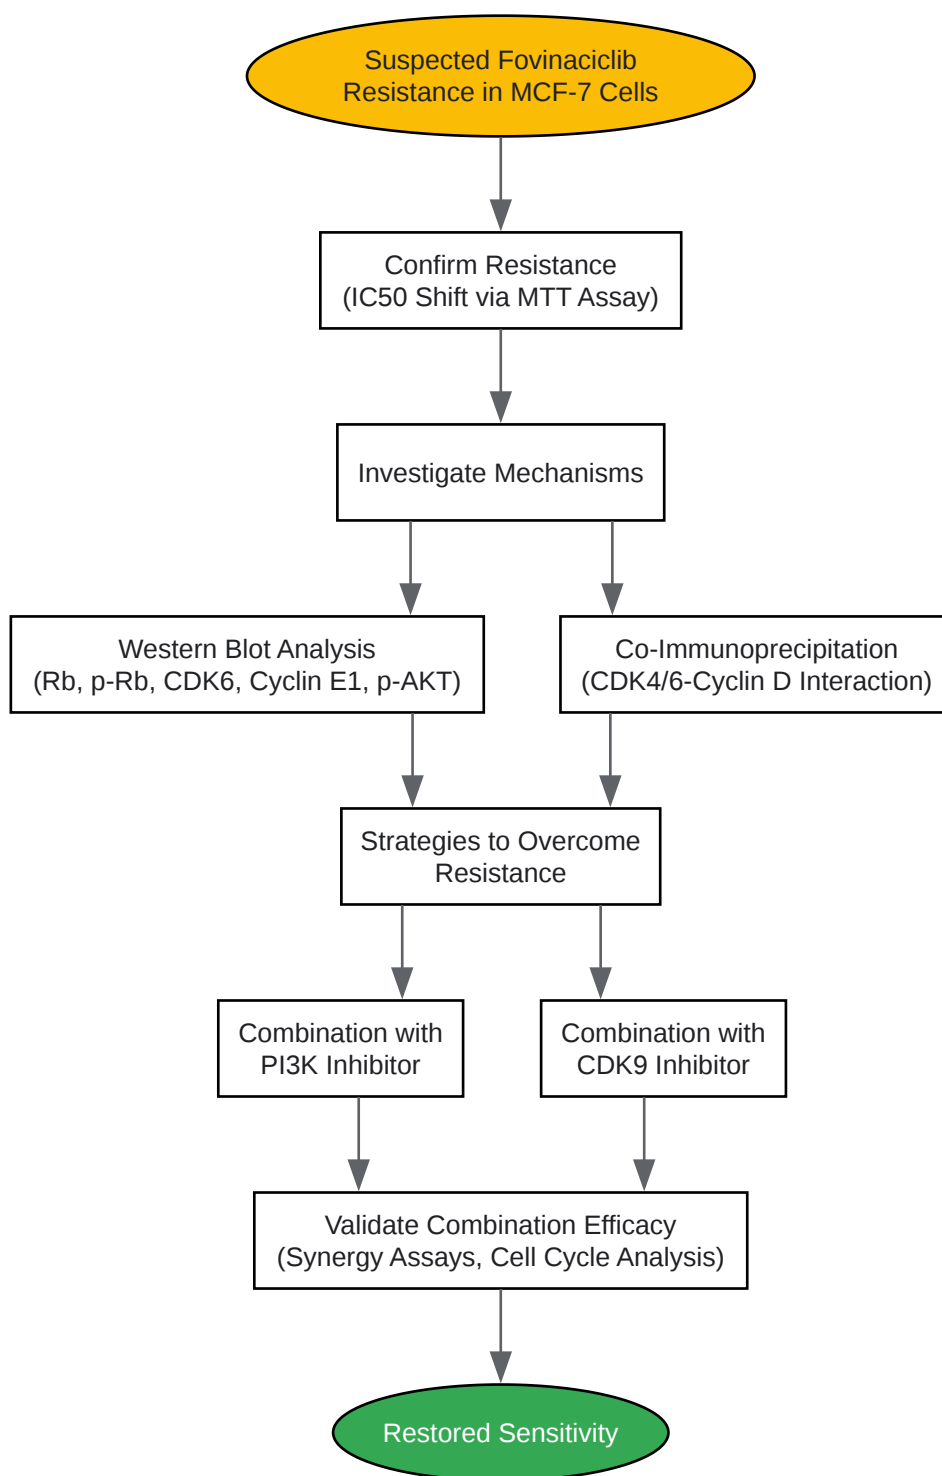 Suspected Fovinaciclib
Resistance in MCF-7 Cells
Confirm Resistance
(IC50 Shift via MTT Assay)
Investigate Mechanisms
Western Blot Analysis
(Rb, p-Rb, CDK6, Cyclin E1, p-AKT)
Co-Immunoprecipitation
(CDK4/6-Cyclin D Interaction)
Strategies to Overcome
Resistance
Combination with
PI3K Inhibitor
Combination with
CDK9 Inhibitor
Validate Combination Efficacy
(Synergy Assays, Cell Cycle Analysis)
Restored Sensitivity